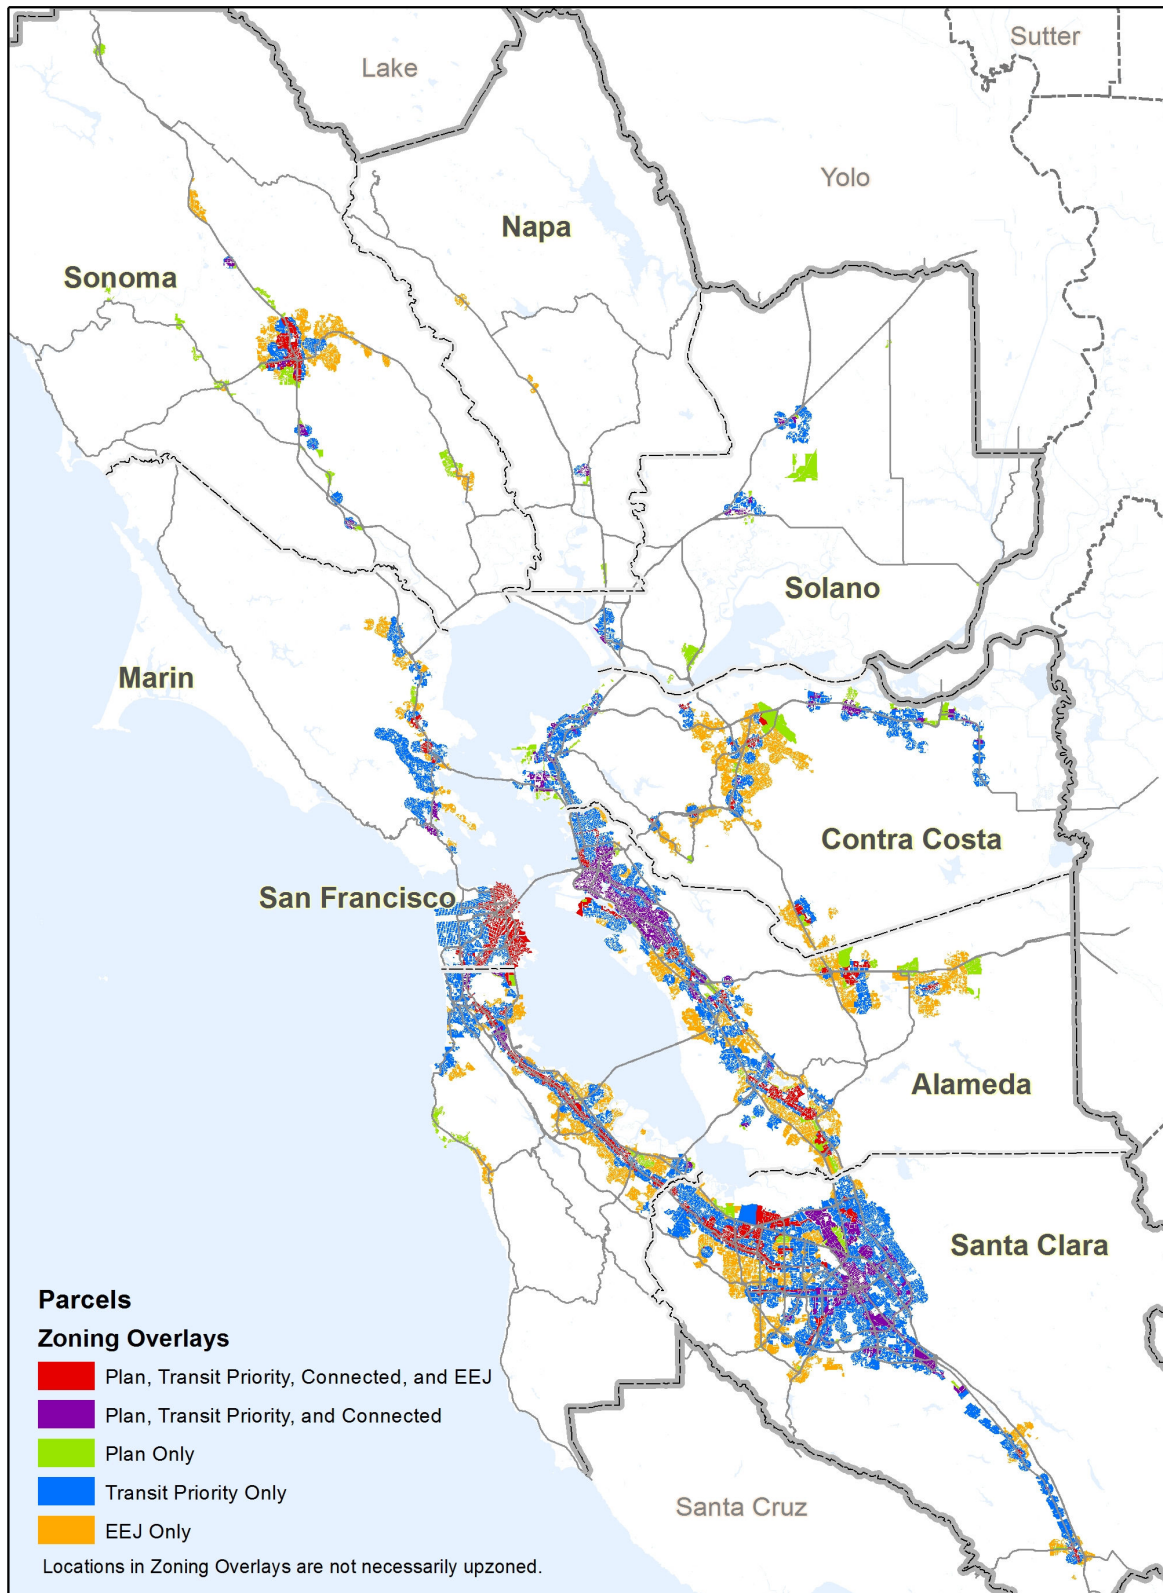 Sutter
Lake
Yolo
Napa
Sonoma
Solano
Marin
Contra Costa
San Francisco
Alameda
Santa Clara
Santa Cruz
Parcels
Zoning Overlays
Plan, Transit Priority, Connected, and EEJ
Plan, Transit Priority, and Connected
Plan Only
Transit Priority Only
EEJ Only
Locations in Zoning Overlays are not necessarily upzoned.